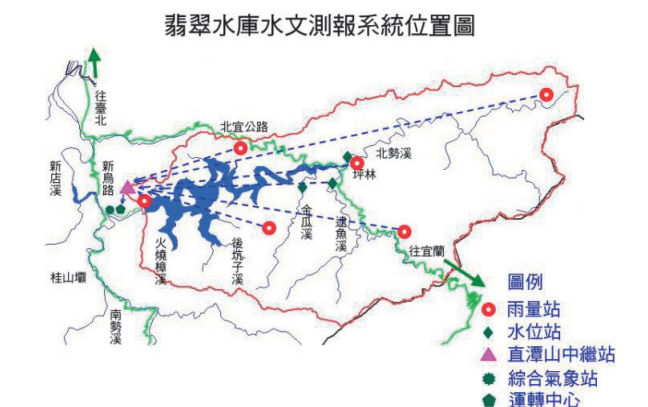 翡翠水庫水文測報系統位置圖
往臺北
北宜公路
北勢溪
坪林
新店溪
新烏路
金瓜溪
逮魚溪
火燒樟溪
後坑子溪
往宜蘭
桂山壩
南勢溪
圖例
雨量站
水位站
直潭山中繼站
綜合氣象站
運轉中心